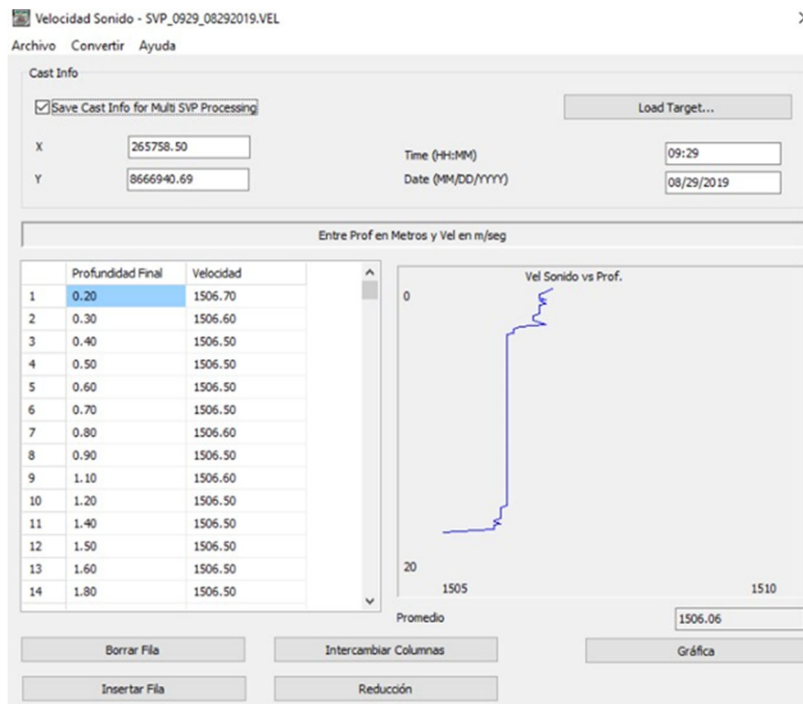 Velocidad Sonido - SVP_0929_08292019.VEL
Archivo Convertir Ayuda
Cast Info
Save Cast Info for Multi SVP Processing
Load Target...
X 265758.50
Time (HH:MM) 09:29
Y 8666940.69
Date (MM/DD/YYYY) 08/29/2019
Entre Prof en Metros y Vel en m/seg
Profundidad Final Velocidad
1 0.20 1506.70
2 0.30 1506.60
3 0.40 1506.50
4 0.50 1506.50
5 0.60 1506.50
6 0.70 1506.50
7 0.80 1506.60
8 0.90 1506.50
9 1.10 1506.60
10 1.20 1506.50
11 1.40 1506.50
12 1.50 1506.50
13 1.60 1506.50
14 1.80 1506.50
Vel Sonido vs Prof.
0
20
1505 1510
Promedio 1506.06
Borrar Fila Intercambiar Columnas Gráfica
Insertar Fila Reducción